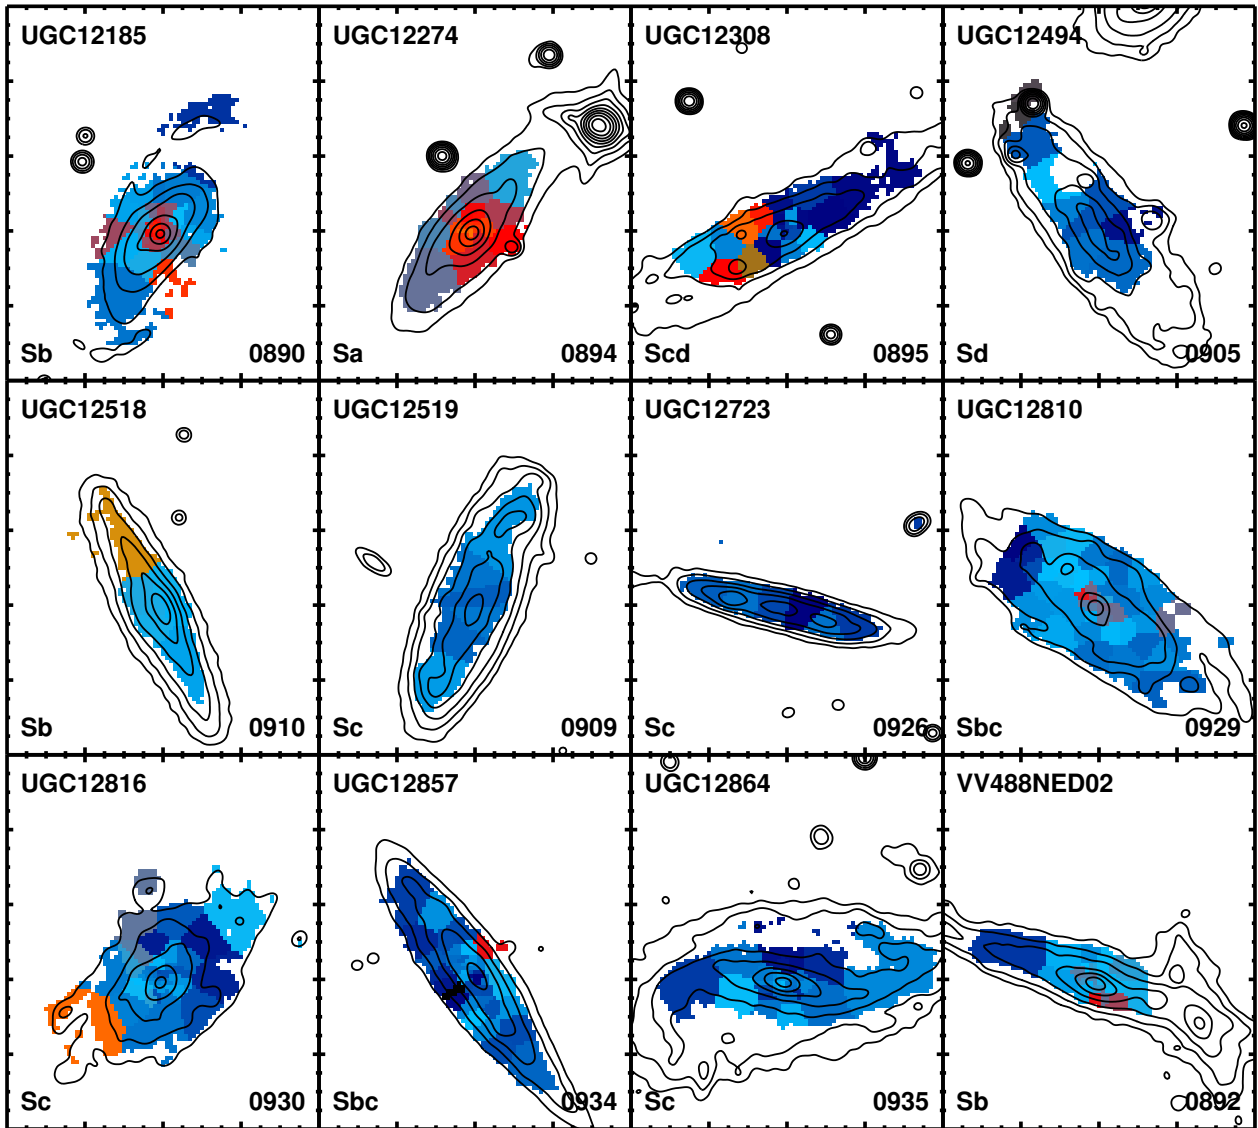 UGC12185 UGC12274 UGC12308 UGC12494
Sb 0890 Sa 0894 Scd 0895 Sd 0905
UGC12518 UGC12519 UGC12723 UGC12810
Sb 0910 Sc 0909 Sc 0926 Sbc 0929
UGC12816 UGC12857 UGC12864 VV488NED02
Sc 0930 Sbc 0934 Sc 0935 Sb 0892